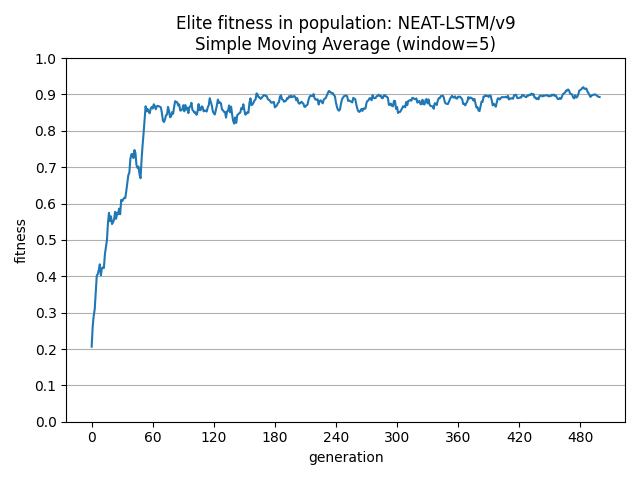 Elite fitness in population: NEAT-LSTM/v9
Simple Moving Average (window=5)
1.0
0.9
0.8
0.7
0.6
0.5
0.4
0.3
0.2
0.1
0.0
fitness
0 60 120 180 240 300 360 420 480
generation